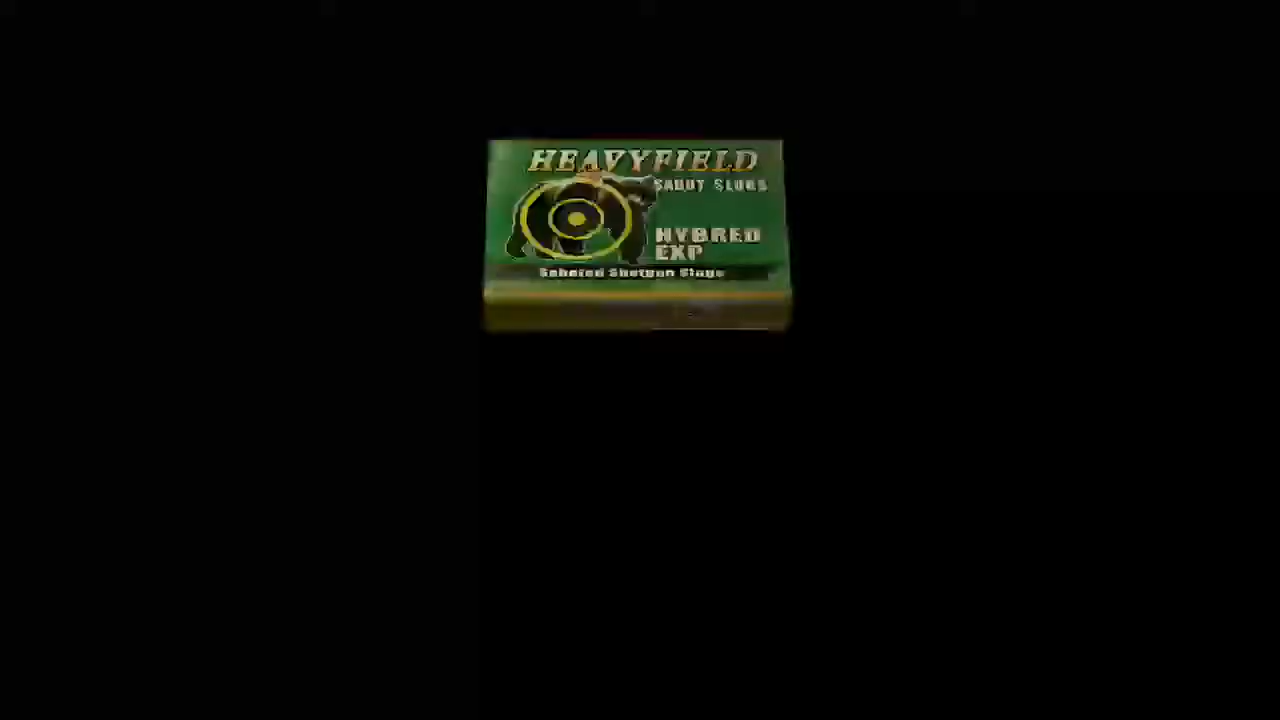 HEAVYFIELD
SABOT SLUGS
HYBRED
EXP
Saboted Shotgun Slugs